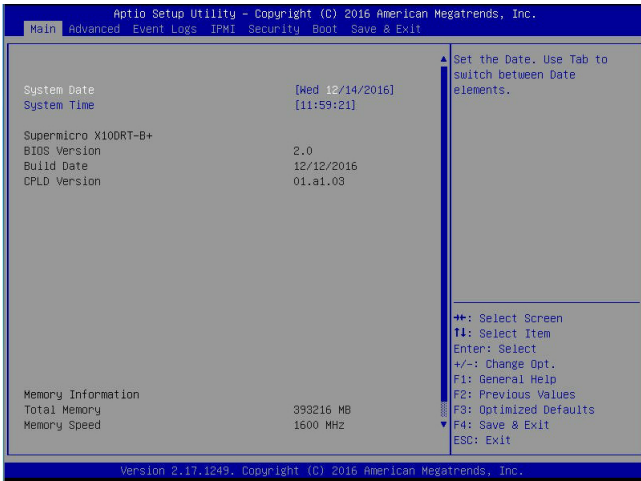 Aptio Setup Utility – Copyright (C) 2016 American Megatrends, Inc.
Main Advanced Event Logs IPMI Security Boot Save & Exit
System Date [Wed 12/14/2016]
System Time [11:59:21]
Supermicro X10DRT-B+
BIOS Version 2.0
Build Date 12/12/2016
CPLD Version 01.a1.03
Memory Information
Total Memory 393216 MB
Memory Speed 1600 MHz
Set the Date. Use Tab to
switch between Date
elements.
→←: Select Screen
↑↓: Select Item
Enter: Select
+/-: Change Opt.
F1: General Help
F2: Previous Values
F3: Optimized Defaults
F4: Save & Exit
ESC: Exit
Version 2.17.1249. Copyright (C) 2016 American Megatrends, Inc.